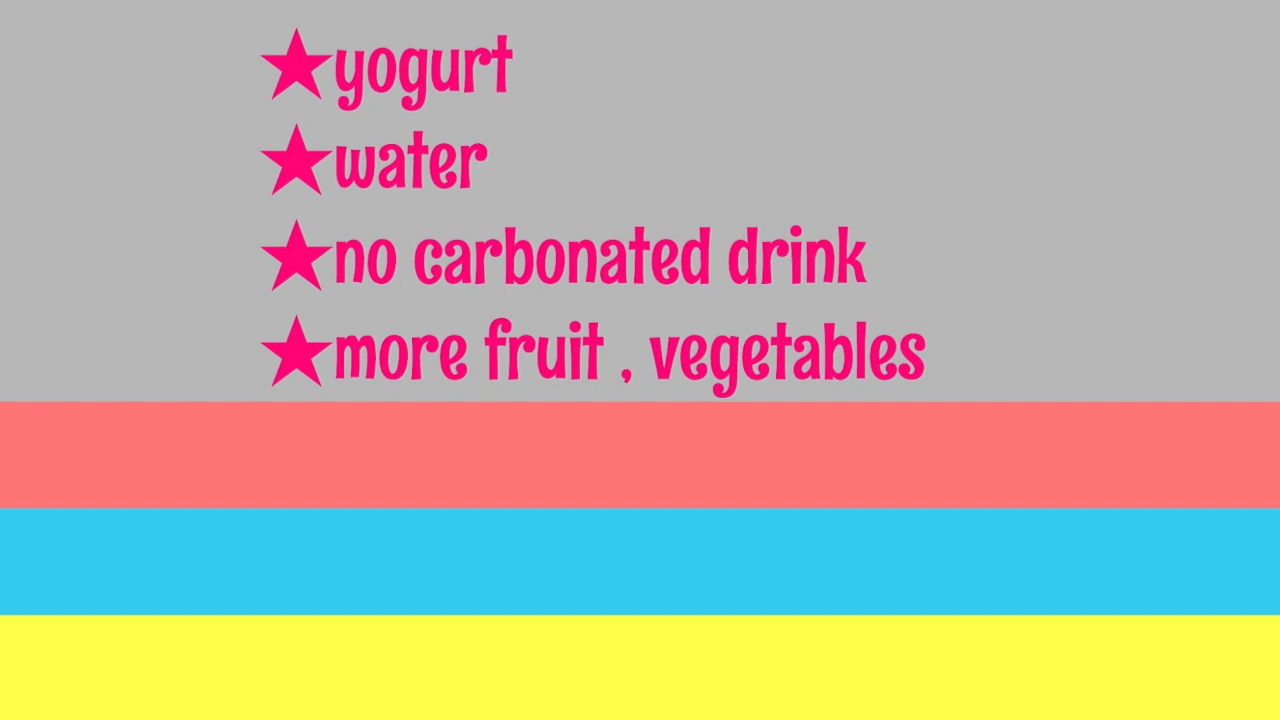 ★yogurt
★water
★no carbonated drink
★more fruit , vegetables